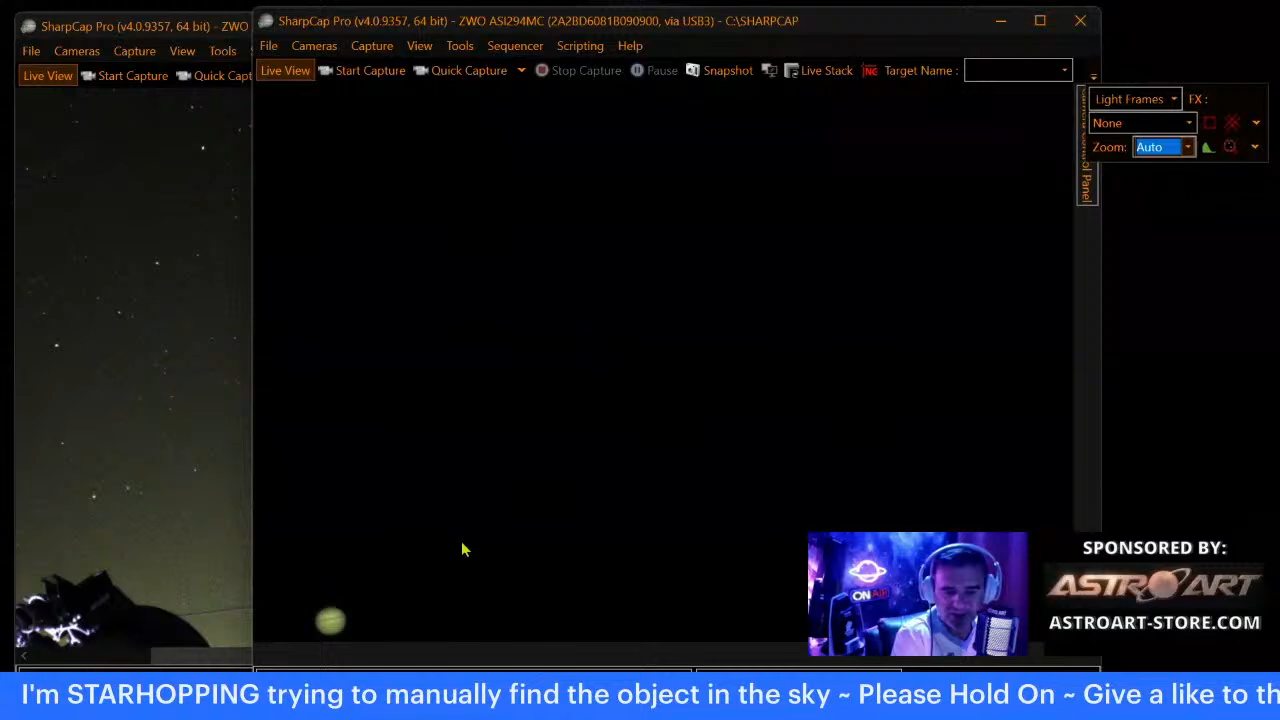 SharpCap Pro (v4.0.9357, 64 bit) - ZWO
File Cameras Capture View Tools
Live View Start Capture Quick Capt
SharpCap Pro (v4.0.9357, 64 bit) - ZWO ASI294MC (2A2BD6081B090900, via USB3) - C:\SHARPCAP
File Cameras Capture View Tools Sequencer Scripting Help
Live View Start Capture Quick Capture Stop Capture Pause Snapshot Live Stack NC Target Name :
Light Frames FX :
None
Zoom: Auto
Panel
ON AIR
SPONSORED BY:
ASTROART
ASTROART-STORE.COM
I'm STARHOPPING trying to manually find the object in the sky ~ Please Hold On ~ Give a like to th